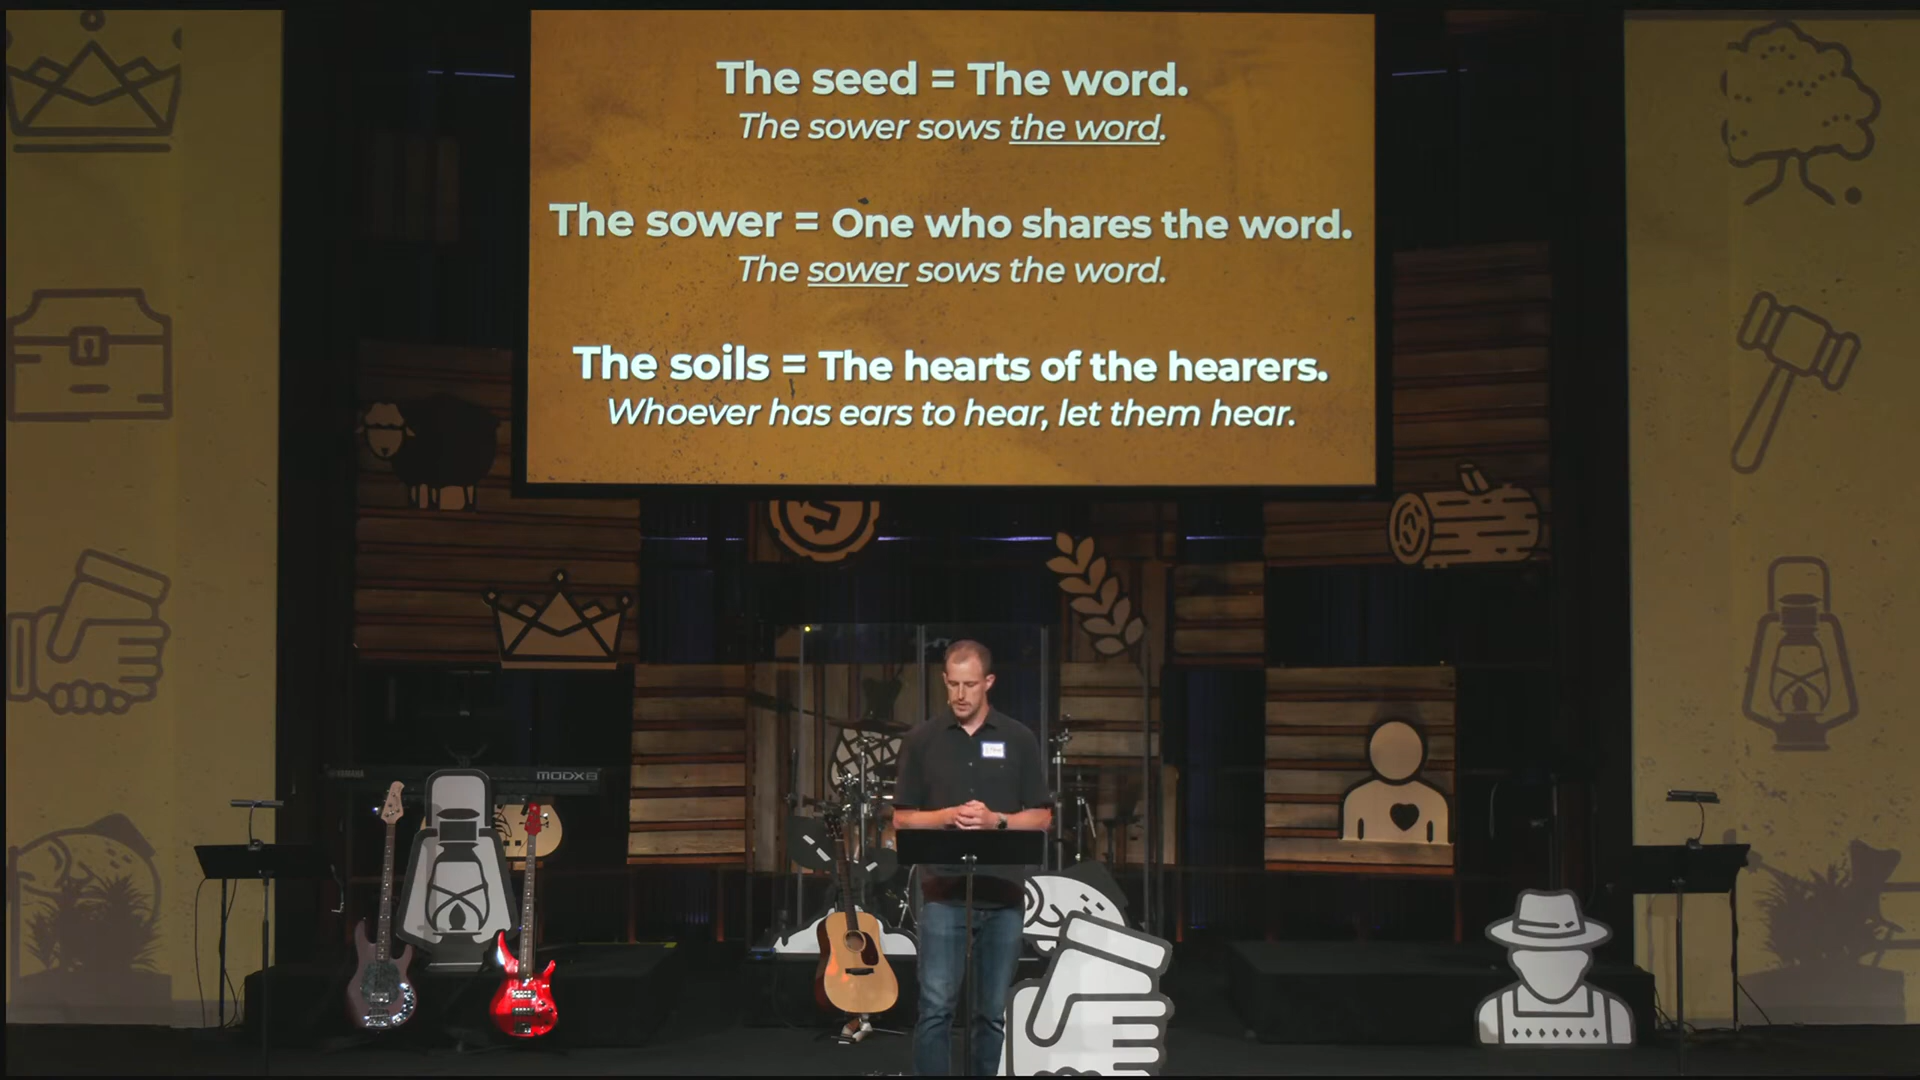 The seed = The word.
The sower sows the word.
The sower = One who shares the word.
The sower sows the word.
The soils = The hearts of the hearers.
Whoever has ears to hear, let them hear.
YAMAHA
MODX8